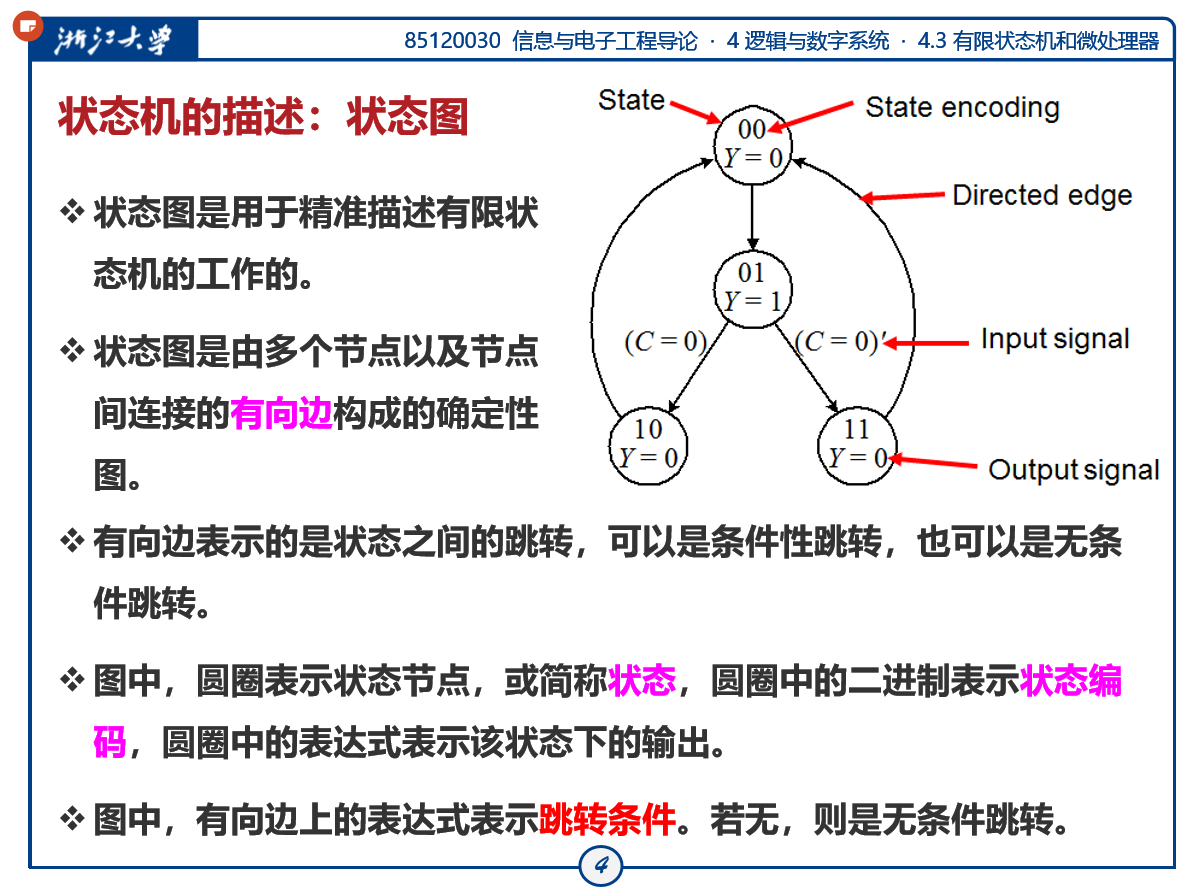 浙江大学
85120030 信息与电子工程导论 · 4 逻辑与数字系统 · 4.3 有限状态机和微处理器
状态机的描述：状态图
❖ 状态图是用于精准描述有限状
态机的工作的。
❖ 状态图是由多个节点以及节点
间连接的有向边构成的确定性
图。
State
State encoding
00
Y = 0
Directed edge
01
Y = 1
(C = 0)
(C = 0)′
Input signal
10
Y = 0
11
Y = 0
Output signal
❖ 有向边表示的是状态之间的跳转，可以是条件性跳转，也可以是无条
件跳转。
❖ 图中，圆圈表示状态节点，或简称状态，圆圈中的二进制表示状态编
码，圆圈中的表达式表示该状态下的输出。
❖ 图中，有向边上的表达式表示跳转条件。若无，则是无条件跳转。
4